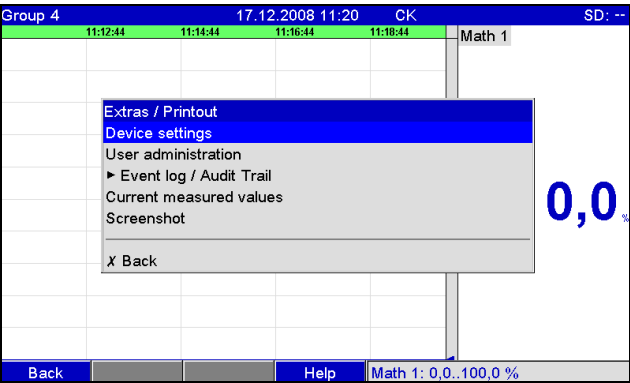 Group 4 17.12.2008 11:20 CK SD: --
11:12:44 11:14:44 11:16:44 11:18:44 Math 1
Extras / Printout
Device settings
User administration
► Event log / Audit Trail
Current measured values
Screenshot
0,0 %
✗ Back
Back Help Math 1: 0,0..100,0 %